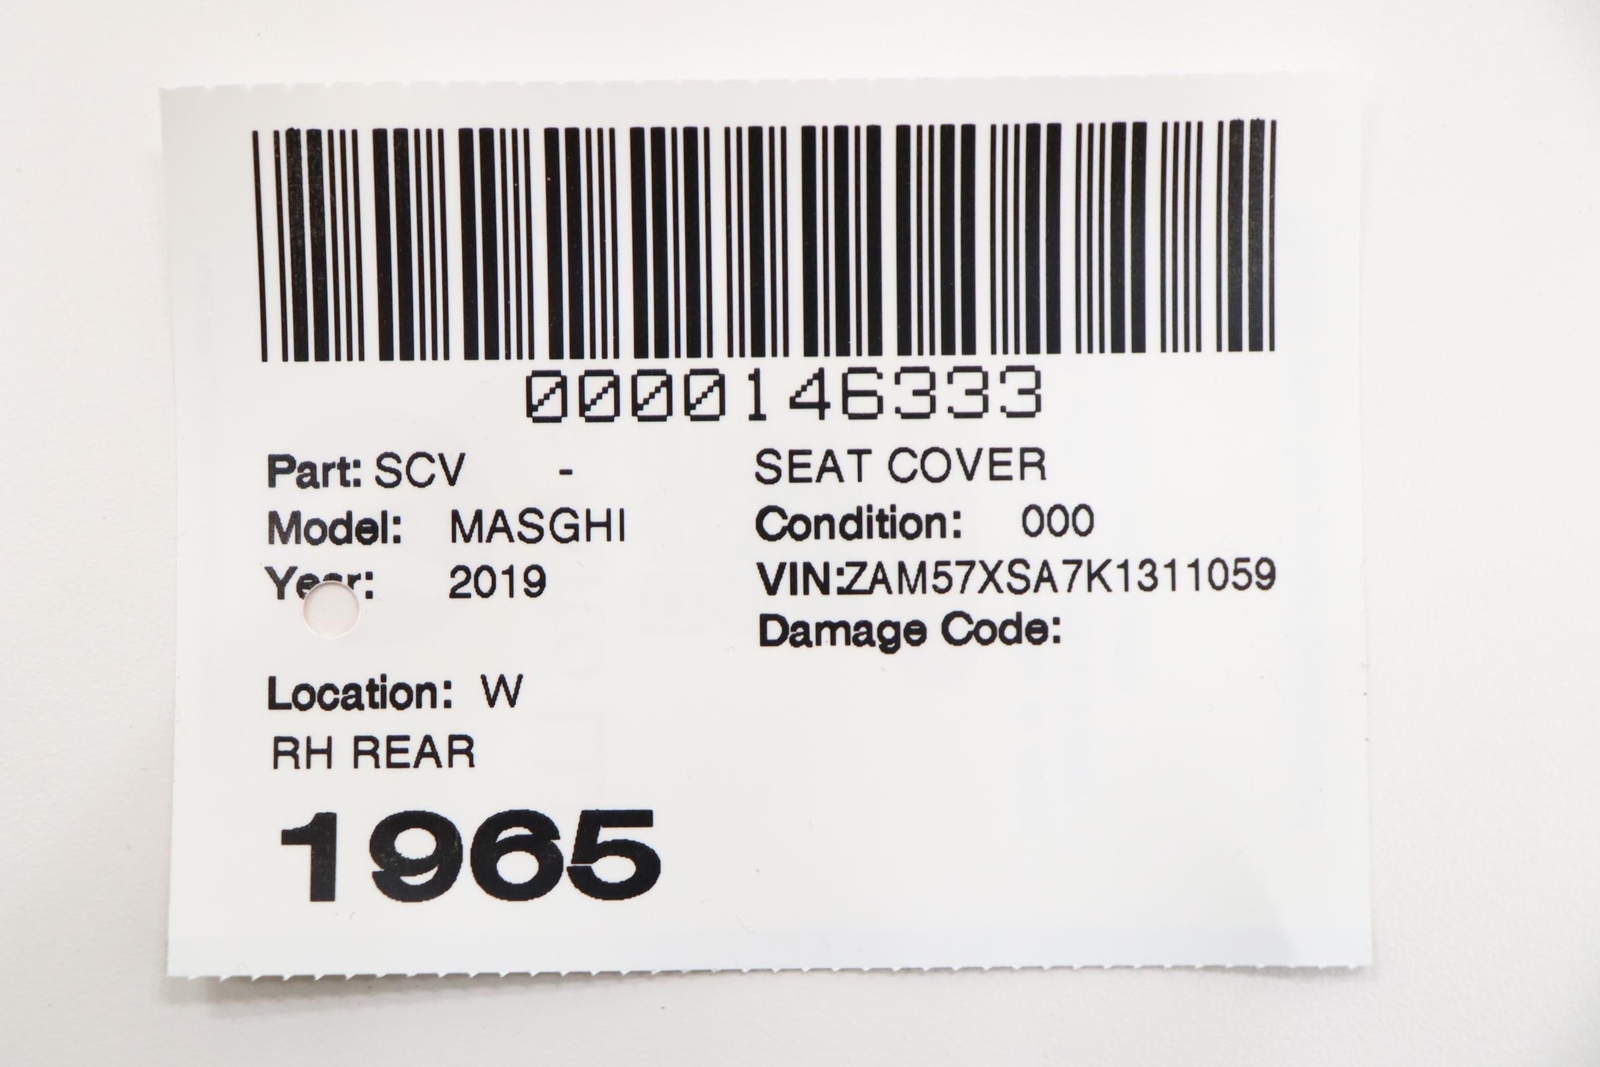 0000146333
Part: SCV - SEAT COVER
Model: MASGHI Condition: 000
Year: 2019 VIN:ZAM57XSA7K1311059
Damage Code:
Location: W
RH REAR
1965